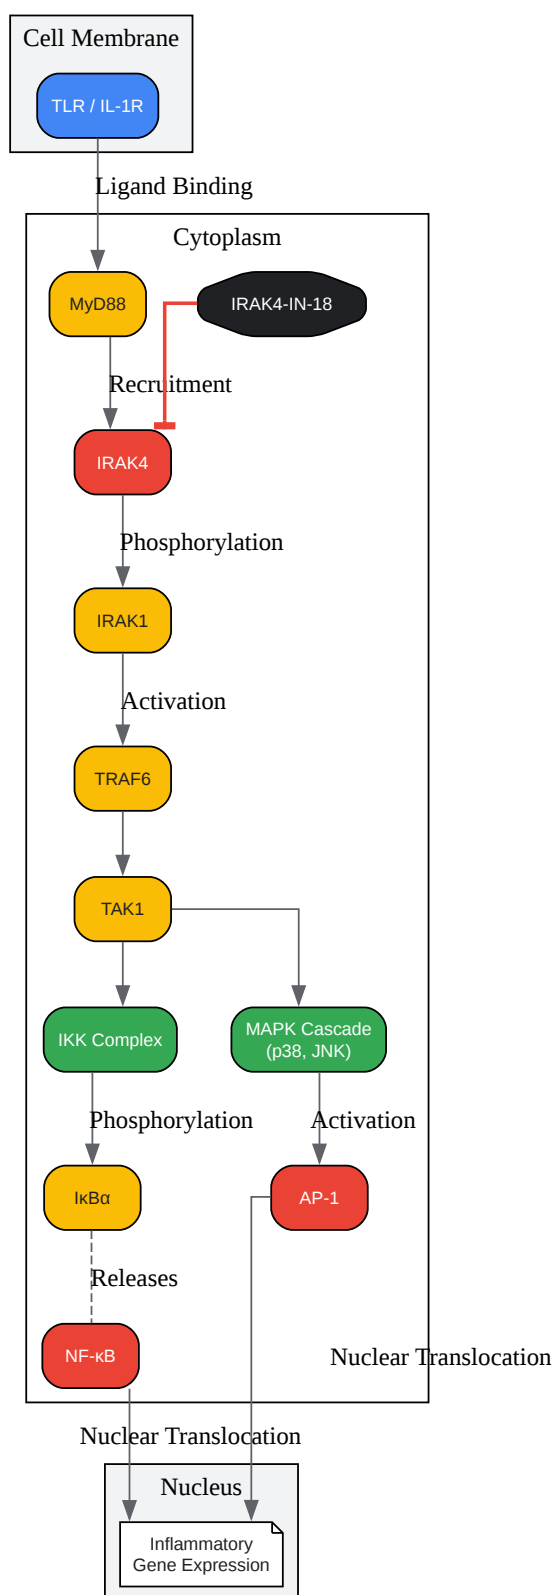 Cell Membrane
TLR / IL-1R
Ligand Binding
Cytoplasm
MyD88
IRAK4-IN-18
Recruitment
IRAK4
Phosphorylation
IRAK1
Activation
TRAF6
TAK1
IKK Complex
MAPK Cascade
(p38, JNK)
Phosphorylation
Activation
IκBα
AP-1
Releases
NF-κB
Nuclear Translocation
Nuclear Translocation
Nucleus
Inflammatory
Gene Expression